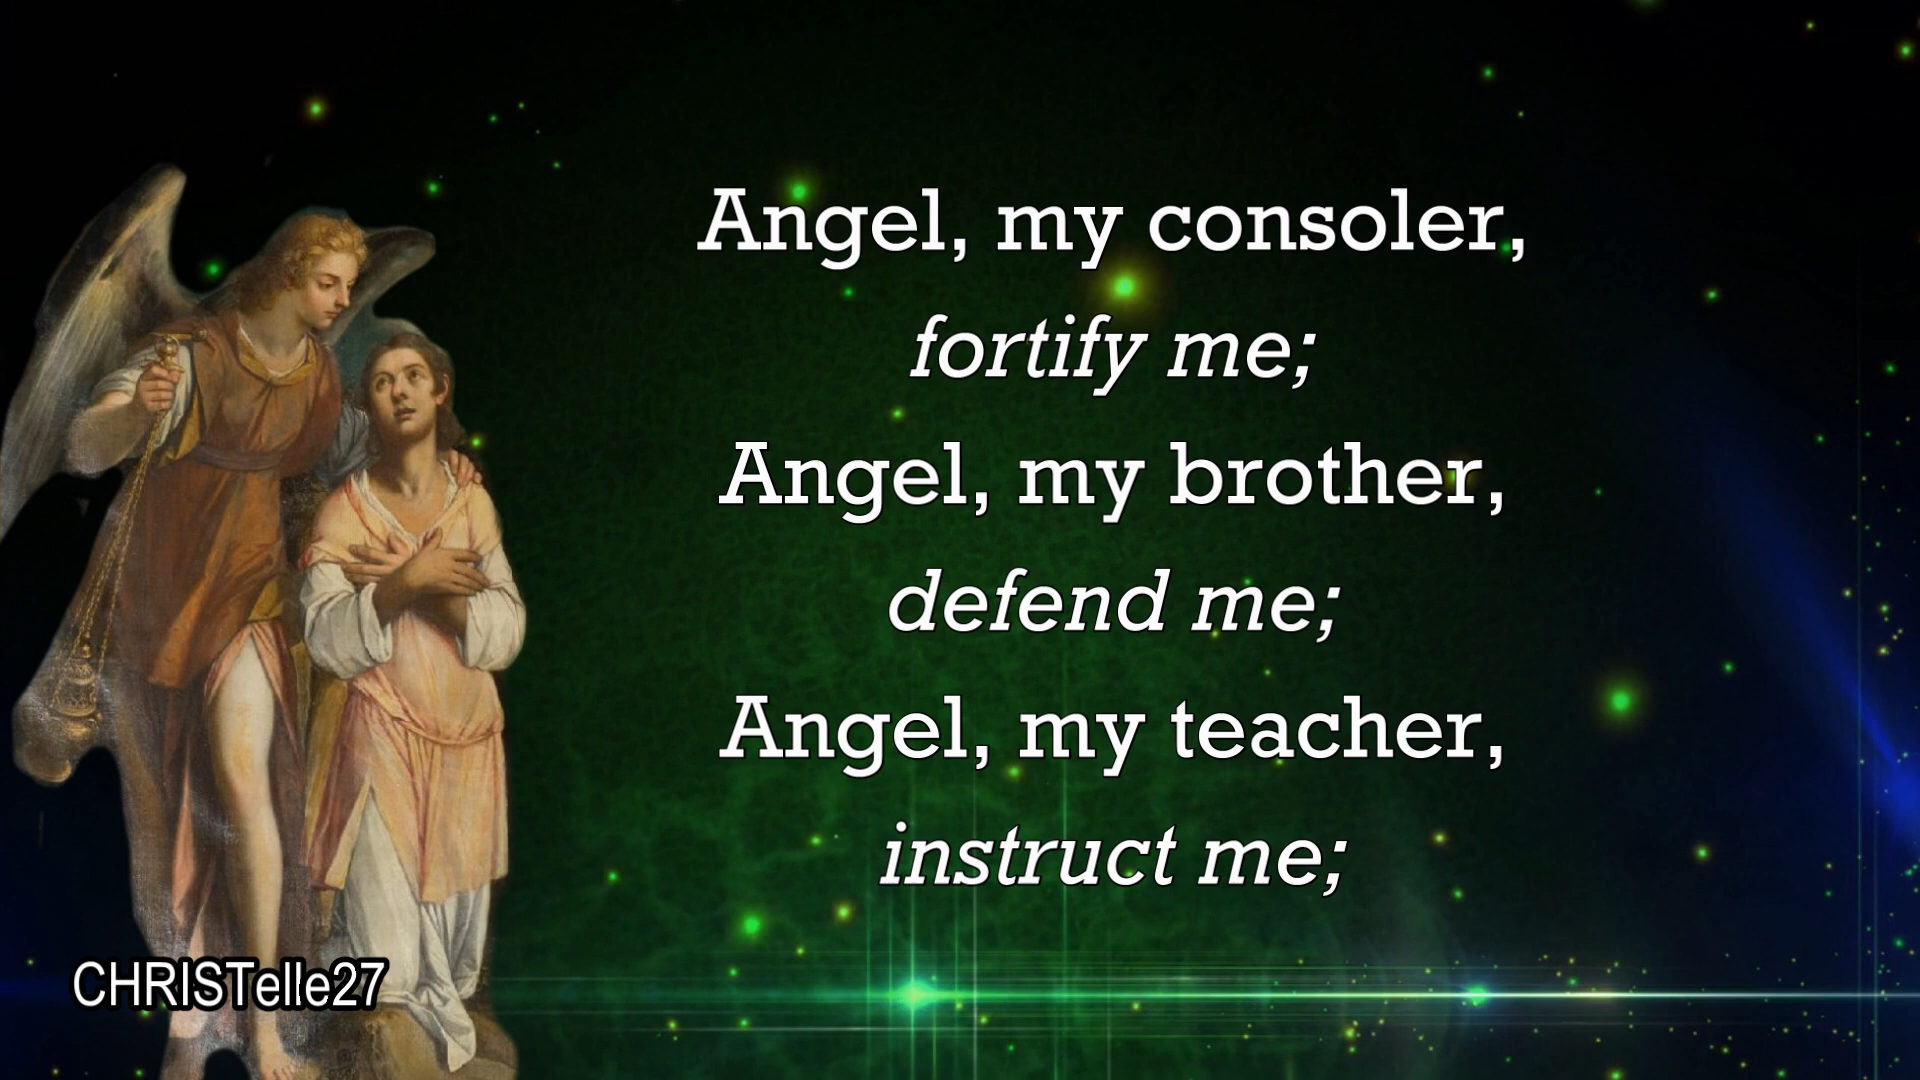 Angel, my consoler,
fortify me;
Angel, my brother,
defend me;
Angel, my teacher,
instruct me;
CHRISTelle27